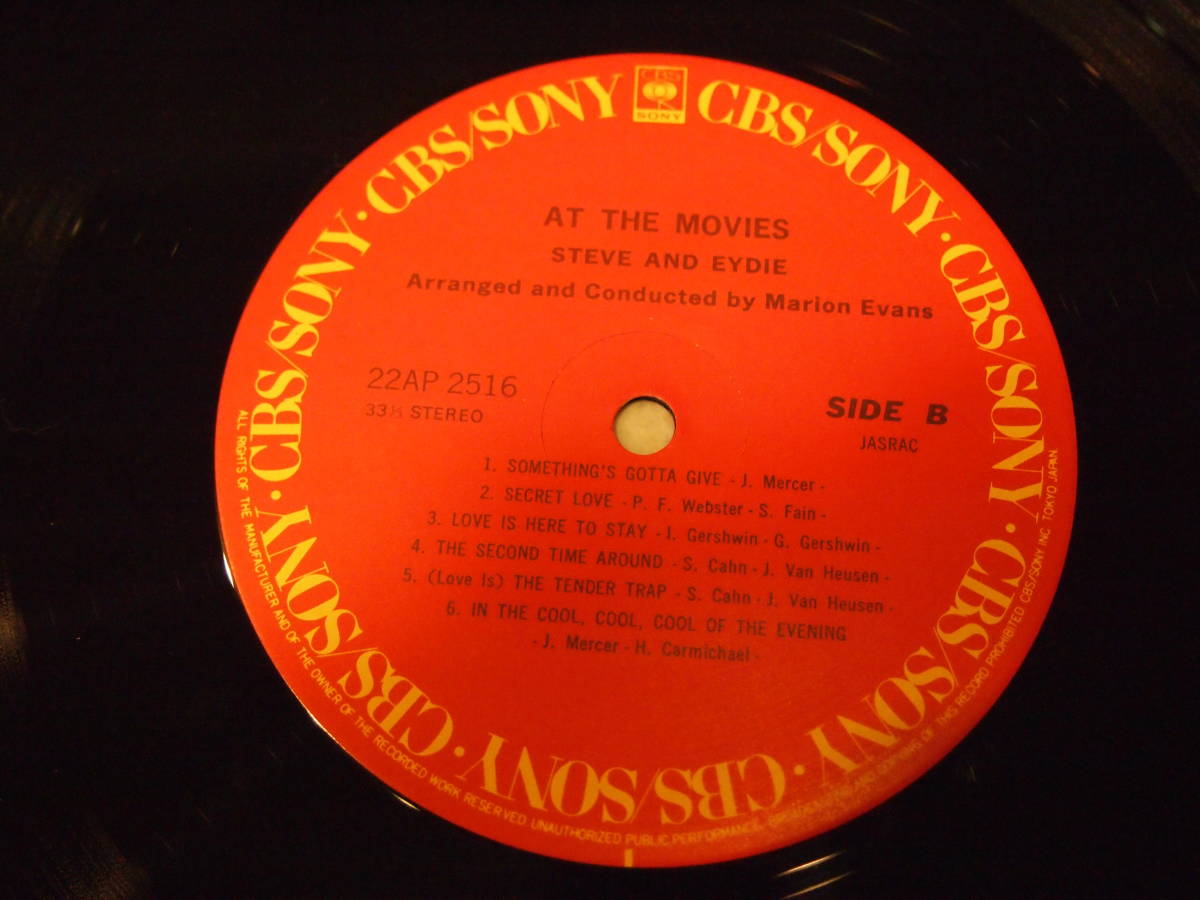 CBS/SONY · CBS/SONY · CBS/SONY · CBS/SONY · CBS/SONY · CBS/SONY · CBS/SONY · CBS/SONY
CBS
SONY
AT THE MOVIES
STEVE AND EYDIE
Arranged and Conducted by Marion Evans
22AP 2516
33⅓ STEREO
SIDE B
JASRAC
1. SOMETHING'S GOTTA GIVE - J. Mercer -
2. SECRET LOVE - P. F. Webster - S. Fain -
3. LOVE IS HERE TO STAY - I. Gershwin - G. Gershwin -
4. THE SECOND TIME AROUND - S. Cahn - J. Van Heusen -
5. (Love Is) THE TENDER TRAP - S. Cahn - J. Van Heusen -
6. IN THE COOL, COOL, COOL OF THE EVENING
- J. Mercer - H. Carmichael -
ALL RIGHTS OF THE MANUFACTURER AND OF THE OWNER OF THE RECORDED WORK RESERVED UNAUTHORIZED PUBLIC PERFORMANCE, BROADCASTING AND COPYING OF THIS RECORD PROHIBITED CBS/SONY INC. TOKYO JAPAN.